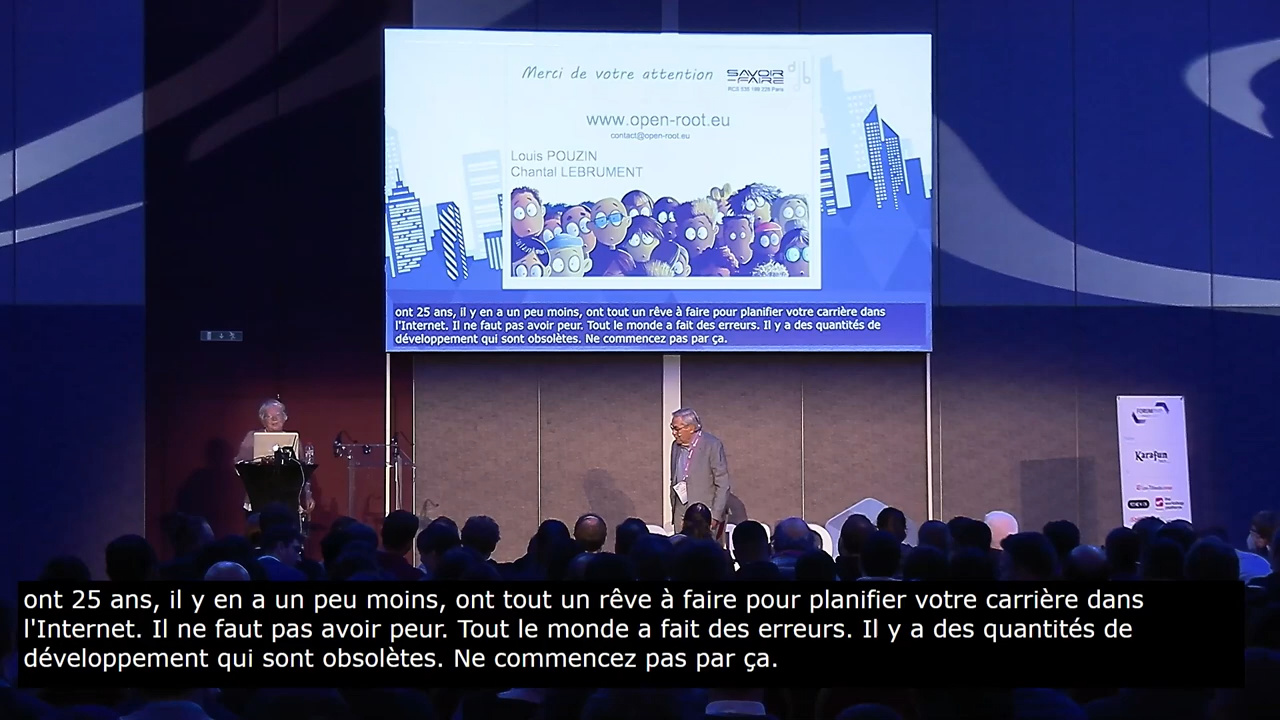 Merci de votre attention
SAVOIR
-FAIRE
www.open-root.eu
contact@open-root.eu
Louis POUZIN
Chantal LEBRUMENT
ont 25 ans, il y en a un peu moins, ont tout un rêve à faire pour planifier votre carrière dans
l'Internet. Il ne faut pas avoir peur. Tout le monde a fait des erreurs. Il y a des quantités de
développement qui sont obsolètes. Ne commencez pas par ça.
Karafun
ont 25 ans, il y en a un peu moins, ont tout un rêve à faire pour planifier votre carrière dans
l'Internet. Il ne faut pas avoir peur. Tout le monde a fait des erreurs. Il y a des quantités de
développement qui sont obsolètes. Ne commencez pas par ça.